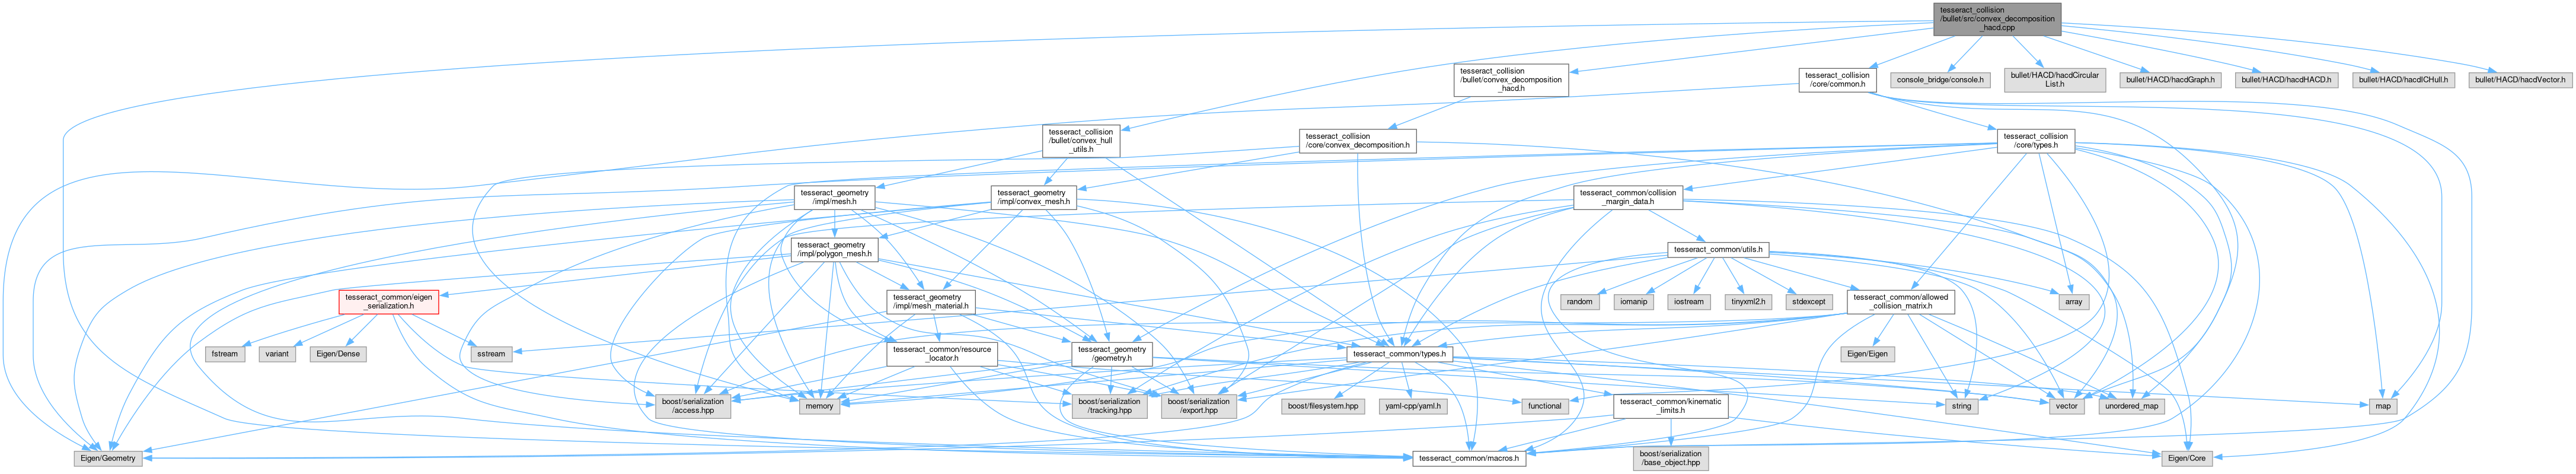 tesseract_collision
/bullet/src/convex_decomposition
_hacd.cpp
tesseract_collision
/bullet/convex_decomposition
_hacd.h
tesseract_collision
/core/common.h
console_bridge/console.h
bullet/HACD/hacdCircular
List.h
bullet/HACD/hacdGraph.h
bullet/HACD/hacdHACD.h
bullet/HACD/hacdICHull.h
bullet/HACD/hacdVector.h
tesseract_collision
/bullet/convex_hull
_utils.h
tesseract_collision
/core/convex_decomposition.h
tesseract_collision
/core/types.h
tesseract_geometry
/impl/mesh.h
tesseract_geometry
/impl/convex_mesh.h
tesseract_common/collision
_margin_data.h
tesseract_geometry
/impl/polygon_mesh.h
tesseract_common/utils.h
tesseract_common/eigen
_serialization.h
tesseract_geometry
/impl/mesh_material.h
random
iomanip
iostream
tinyxml2.h
stdexcept
tesseract_common/allowed
_collision_matrix.h
array
fstream
variant
Eigen/Dense
sstream
tesseract_common/resource
_locator.h
tesseract_geometry
/geometry.h
tesseract_common/types.h
Eigen/Eigen
boost/serialization
/access.hpp
memory
boost/serialization
/tracking.hpp
boost/serialization
/export.hpp
boost/filesystem.hpp
yaml-cpp/yaml.h
functional
tesseract_common/kinematic
_limits.h
string
vector
unordered_map
map
Eigen/Geometry
tesseract_common/macros.h
boost/serialization
/base_object.hpp
Eigen/Core